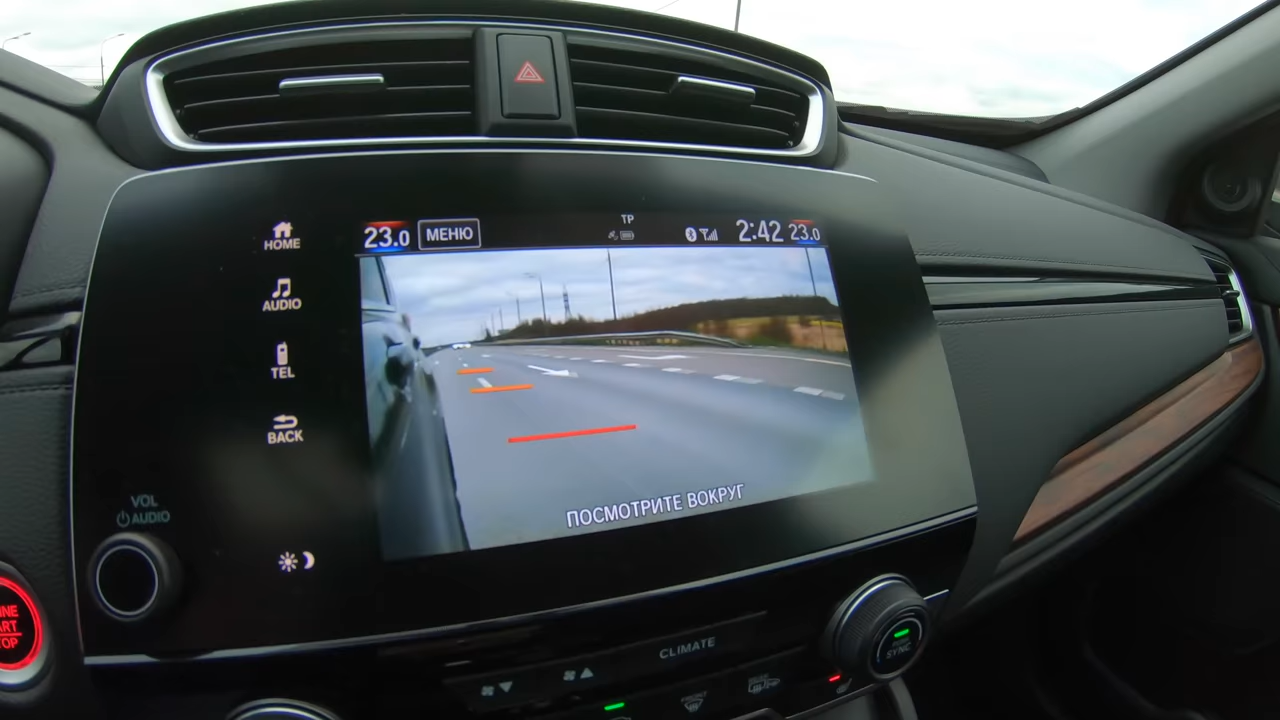 23.0 МЕНЮ TP 2:42 23.0
HOME
AUDIO
TEL
BACK
ПОСМОТРИТЕ ВОКРУГ
VOL
AUDIO
CLIMATE
SYNC